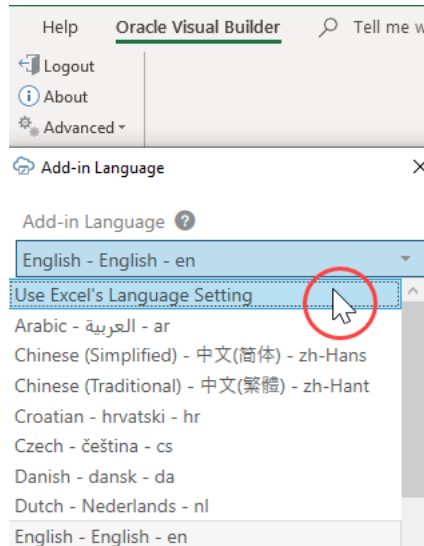 Help Oracle Visual Builder Tell me w
Logout
About
Advanced
Add-in Language
Add-in Language ?
English - English - en
Use Excel's Language Setting
Arabic - العربية - ar
Chinese (Simplified) - 中文(简体) - zh-Hans
Chinese (Traditional) - 中文(繁體) - zh-Hant
Croatian - hrvatski - hr
Czech - čeština - cs
Danish - dansk - da
Dutch - Nederlands - nl
English - English - en